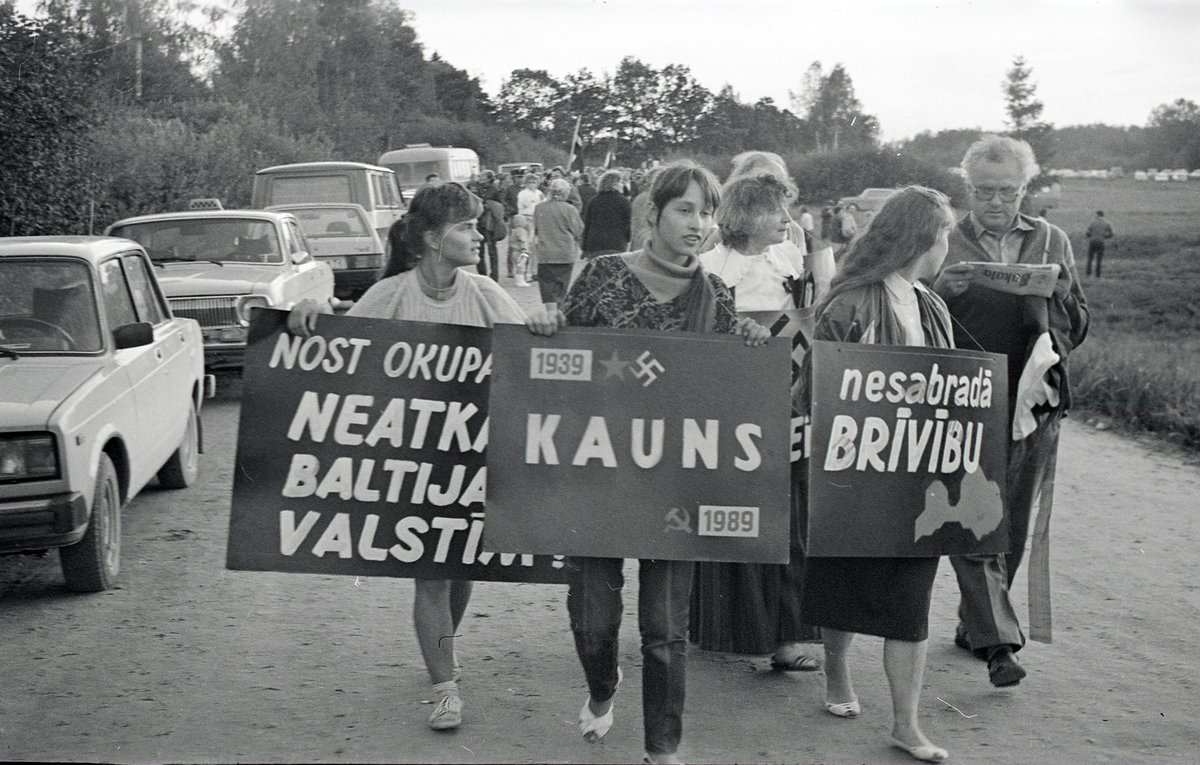 NOST OKUPA
NEATKA
BALTIJA
VALSTĪM!
1939
KAUNS
1989
nesabradā
BRĪVĪBU